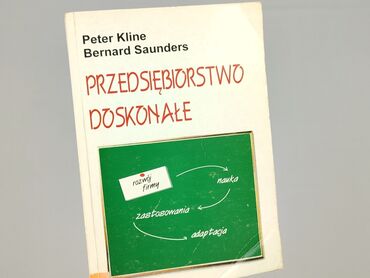 Peter Kline
Bernard Saunders
PRZEDSIĘBIORSTWO
DOSKONAŁE
rozwój
firmy
nauka
zastosowania
adaptacja